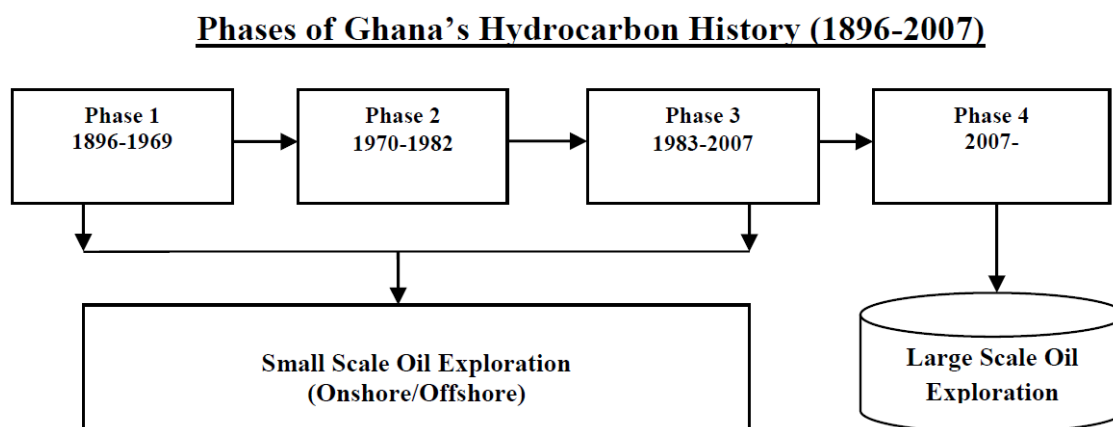 Phases of Ghana's Hydrocarbon History (1896-2007)
Phase 1
1896-1969
Phase 2
1970-1982
Phase 3
1983-2007
Phase 4
2007-
Small Scale Oil Exploration
(Onshore/Offshore)
Large Scale Oil
Exploration